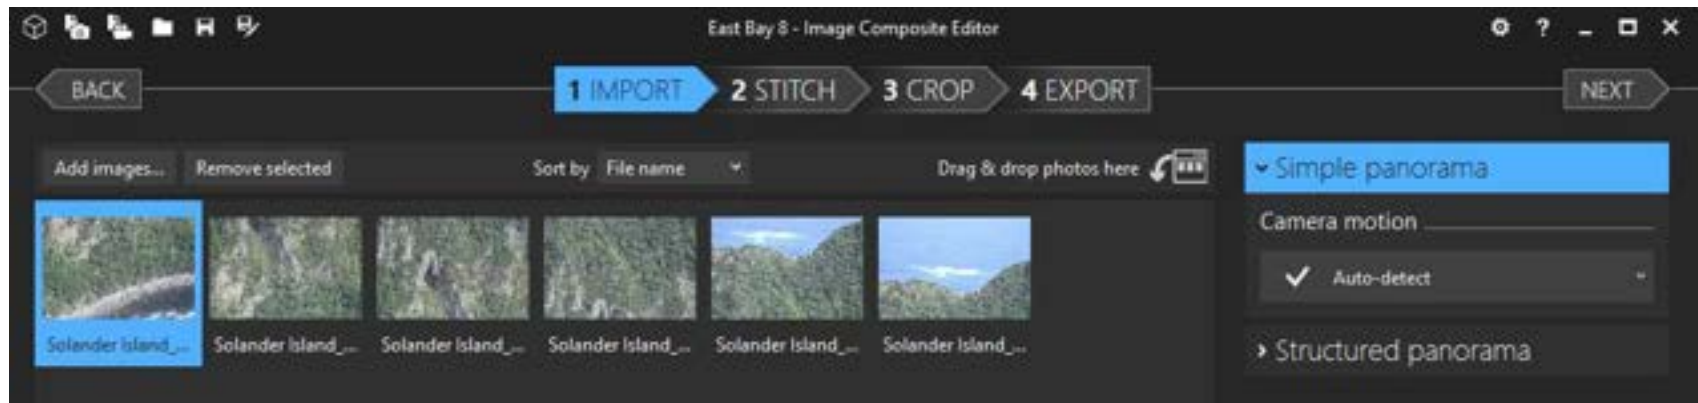 East Bay 8 - Image Composite Editor
?
BACK
1 IMPORT
2 STITCH
3 CROP
4 EXPORT
NEXT
Add images...
Remove selected
Sort by
File name
Drag & drop photos here
Simple panorama
Camera motion
Auto-detect
Structured panorama
Solander Island_...
Solander Island_...
Solander Island_...
Solander Island_...
Solander Island_...
Solander Island_...